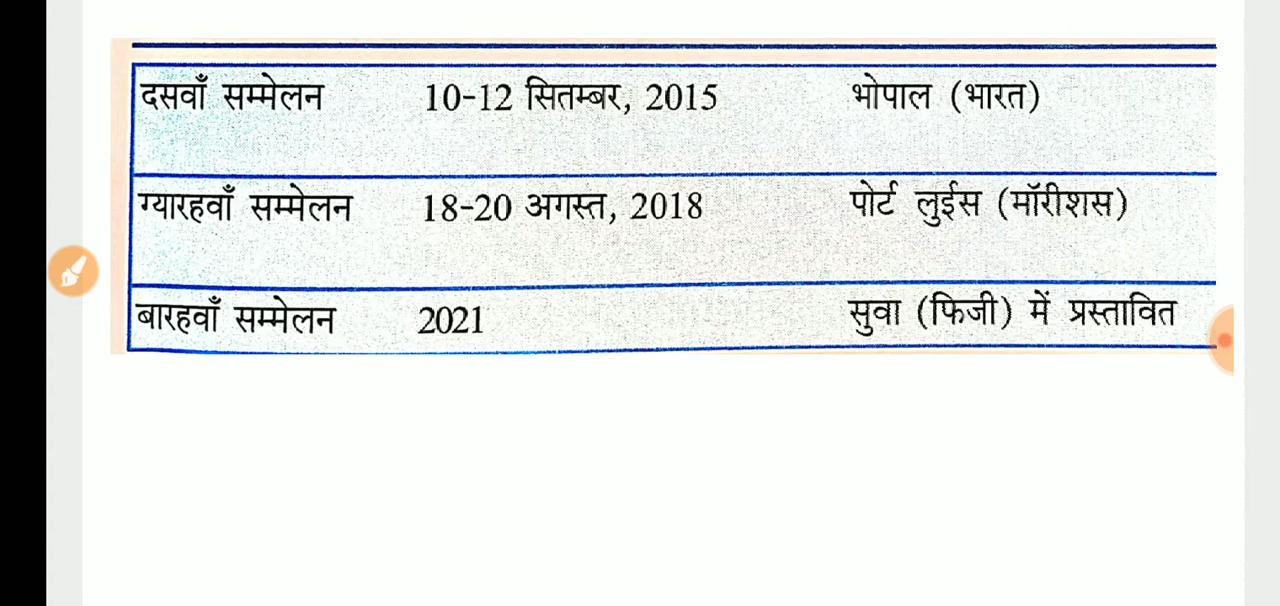 दसवाँ सम्मेलन 10-12 सितम्बर, 2015 भोपाल (भारत)
ग्यारहवाँ सम्मेलन 18-20 अगस्त, 2018 पोर्ट लुईस (मॉरीशस)
बारहवाँ सम्मेलन 2021 सुवा (फिजी) में प्रस्तावित